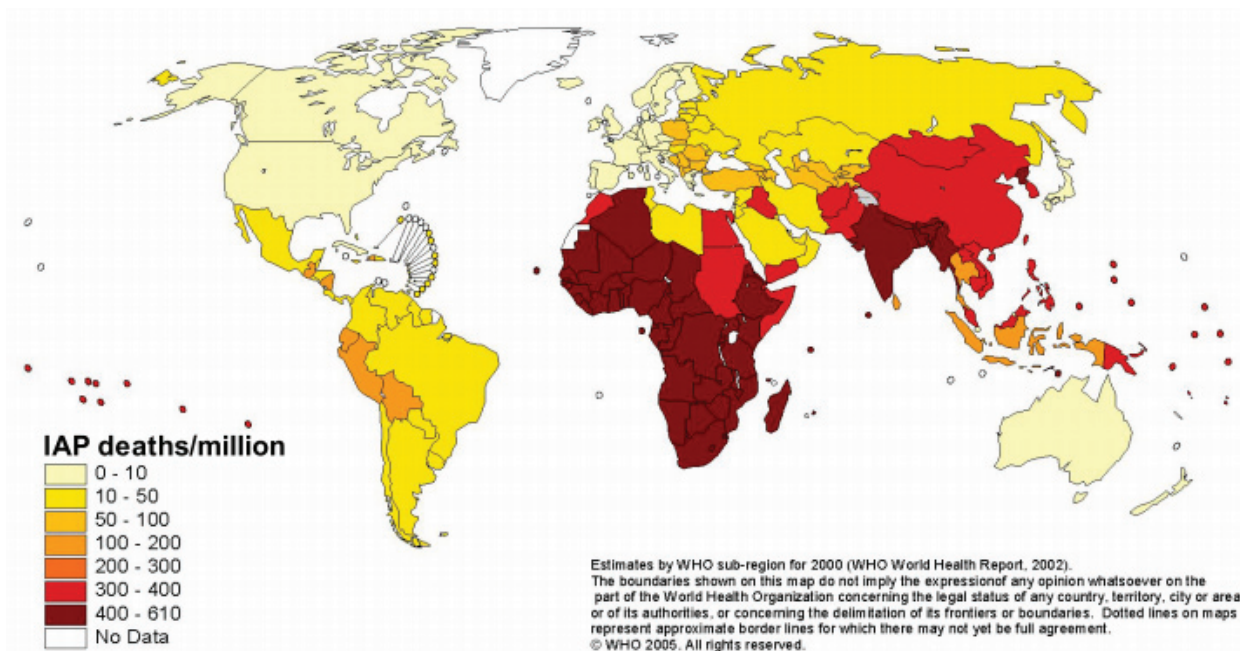 IAP deaths/million
0 - 10
10 - 50
50 - 100
100 - 200
200 - 300
300 - 400
400 - 610
No Data
Estimates by WHO sub-region for 2000 (WHO World Health Report, 2002).
The boundaries shown on this map do not imply the expressionof any opinion whatsoever on the
part of the World Health Organization concerning the legal status of any country, territory, city or area
or of its authorities, or concerning the delimitation of its frontiers or boundaries. Dotted lines on maps
represent approximate border lines for which there may not yet be full agreement.
© WHO 2005. All rights reserved.